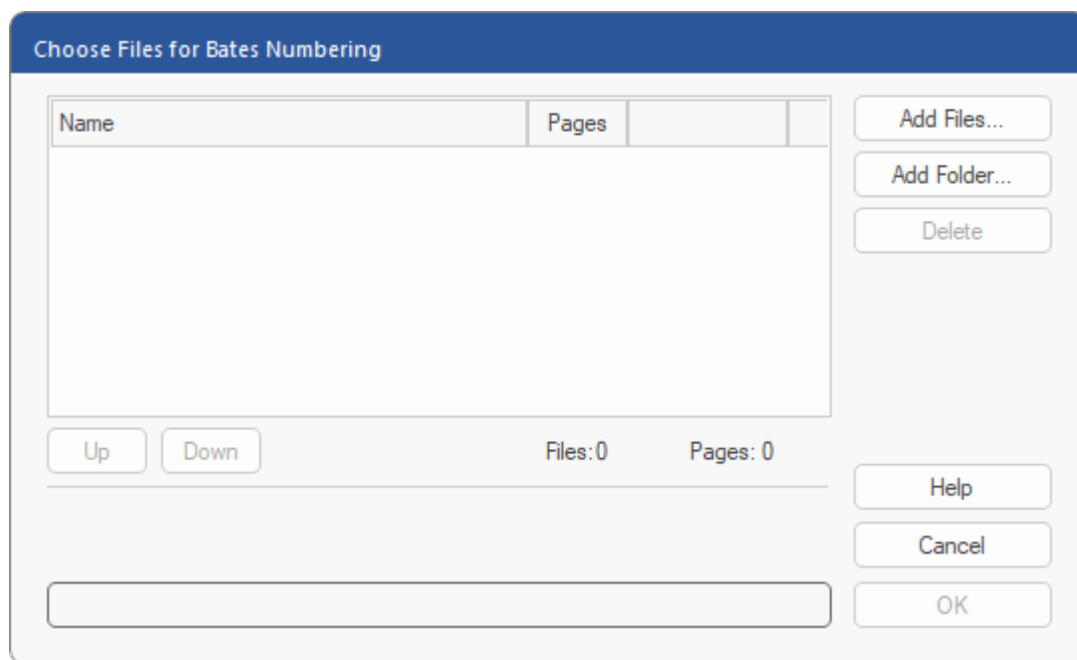 Choose Files for Bates Numbering
Name Pages
Add Files...
Add Folder...
Delete
Up Down Files:0 Pages: 0
Help
Cancel
OK